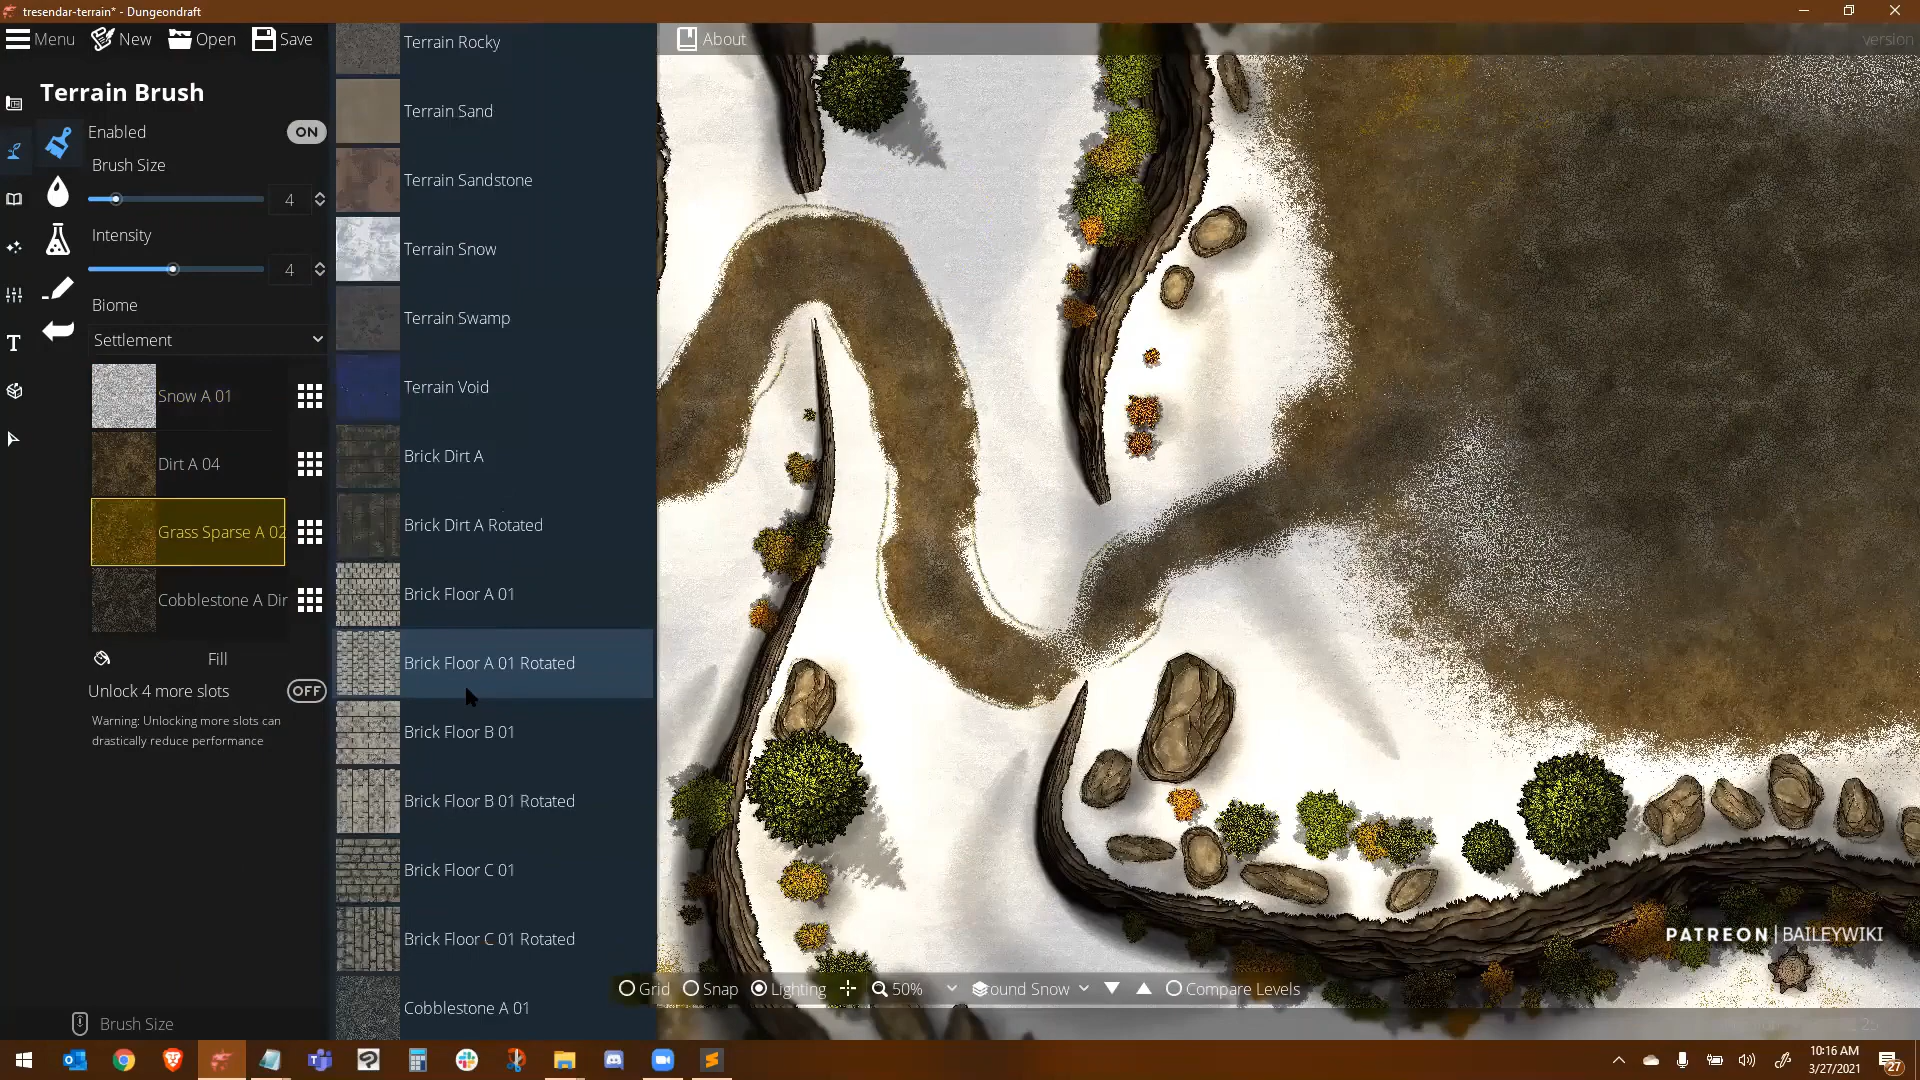 tresendar-terrain* - Dungeondraft
Menu New Open Save
About
version
Terrain Brush
Enabled
ON
Brush Size
4
Intensity
4
Biome
Settlement
Snow A 01
Dirt A 04
Grass Sparse A 02
Cobblestone A Dir
Fill
Unlock 4 more slots
OFF
Warning: Unlocking more slots can
drastically reduce performance
Brush Size
Terrain Rocky
Terrain Sand
Terrain Sandstone
Terrain Snow
Terrain Swamp
Terrain Void
Brick Dirt A
Brick Dirt A Rotated
Brick Floor A 01
Brick Floor A 01 Rotated
Brick Floor B 01
Brick Floor B 01 Rotated
Brick Floor C 01
Brick Floor C 01 Rotated
Cobblestone A 01
PATREON | BAILEYWIKI
Grid Snap Lighting 50% ound Snow Compare Levels
10:16 AM
3/27/2021
27